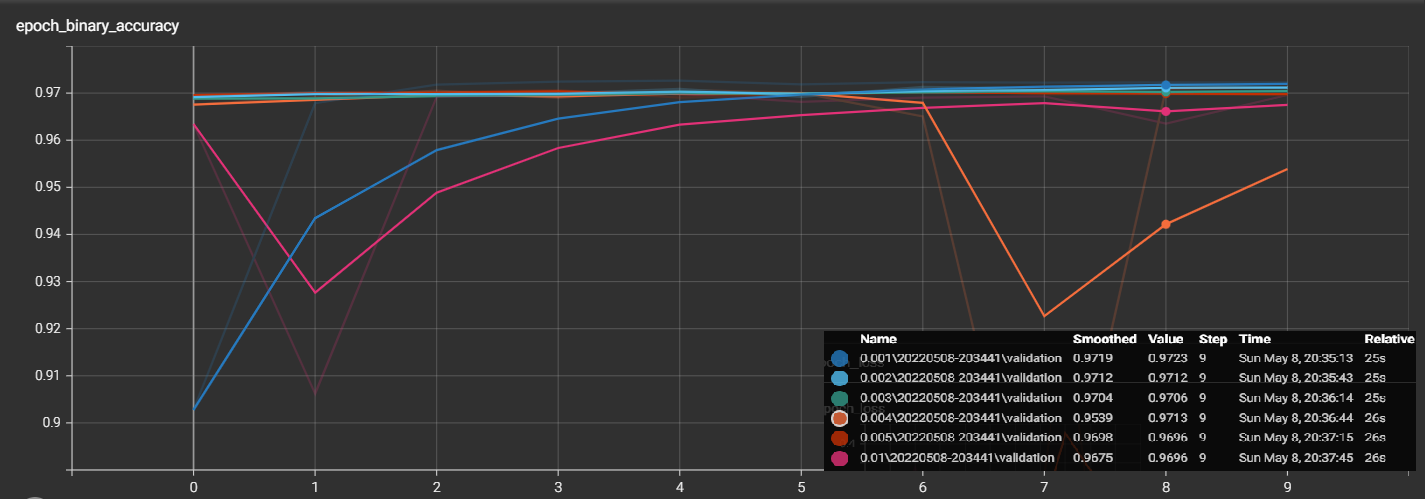 epoch_binary_accuracy
0.97
0.96
0.95
0.94
0.93
0.92
0.91
0.9
0 1 2 3 4 5 6 7 8 9
Name Smoothed Value Step Time Relative
0.001\20220508-203441\validation 0.9719 0.9723 9 Sun May 8, 20:35:13 25s
0.002\20220508-203441\validation 0.9712 0.9712 9 Sun May 8, 20:35:43 25s
0.003\20220508-203441\validation 0.9704 0.9706 9 Sun May 8, 20:36:14 25s
0.004\20220508-203441\validation 0.9539 0.9713 9 Sun May 8, 20:36:44 26s
0.005\20220508-203441\validation 0.9698 0.9696 9 Sun May 8, 20:37:15 26s
0.01\20220508-203441\validation 0.9675 0.9696 9 Sun May 8, 20:37:45 26s